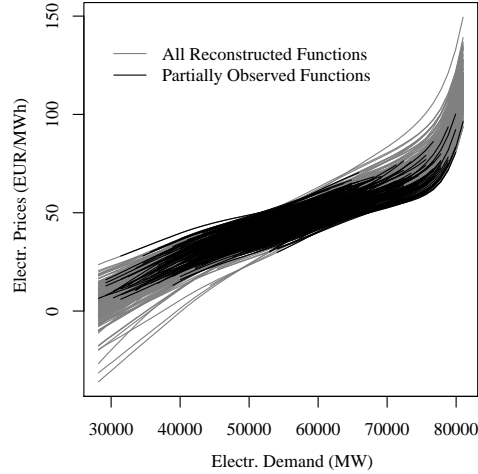 150
All Reconstructed Functions
Partially Observed Functions
100
50
0
Electr. Prices (EUR/MWh)
30000 40000 50000 60000 70000 80000
Electr. Demand (MW)